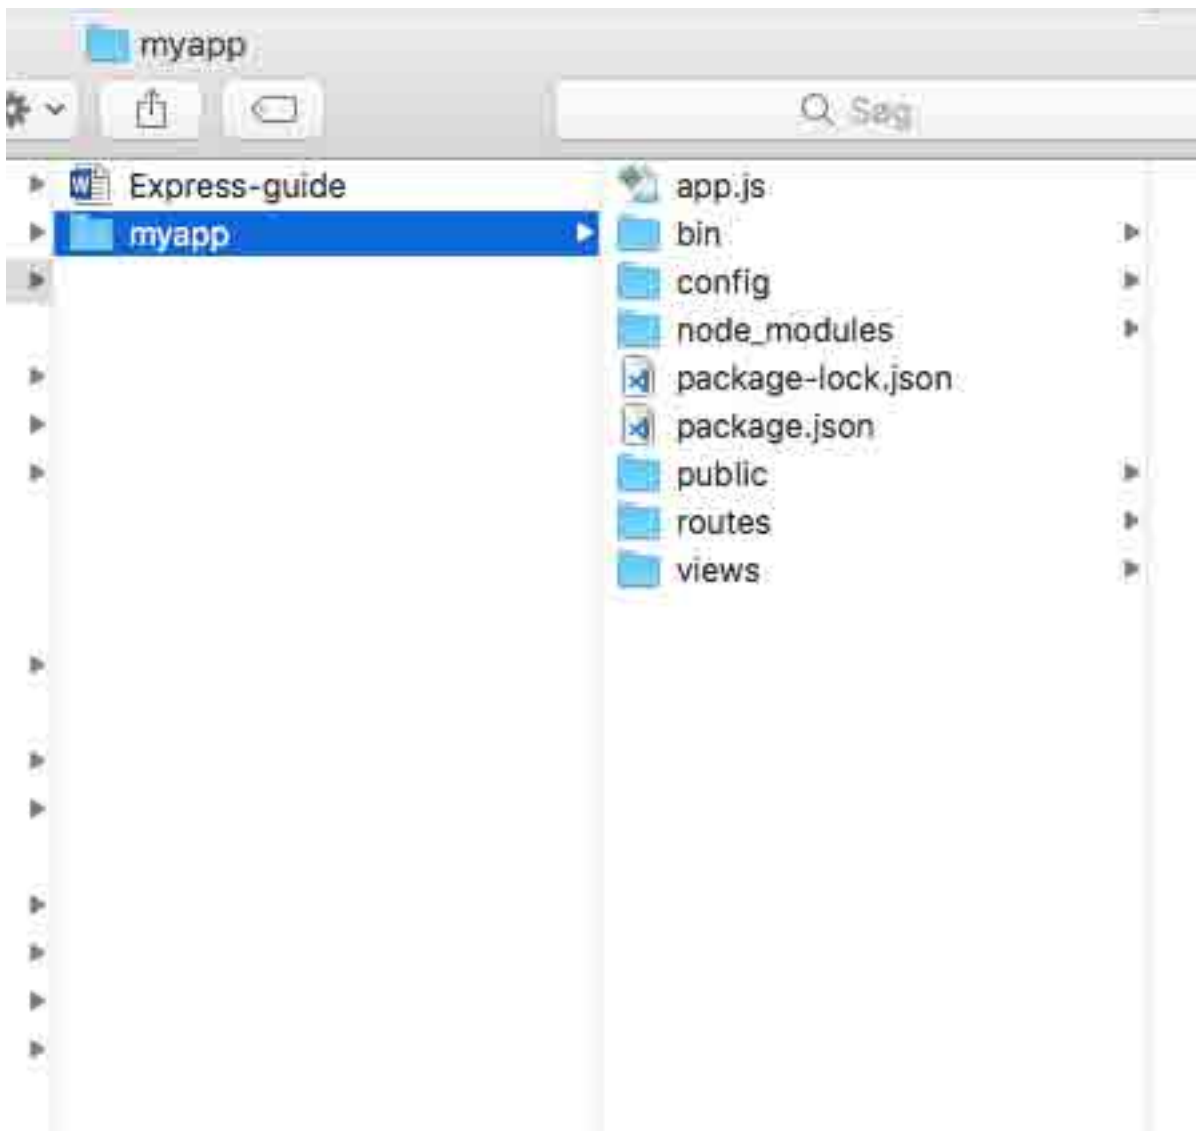 myapp
Søg
Express-guide
myapp
app.js
bin
config
node_modules
package-lock.json
package.json
public
routes
views